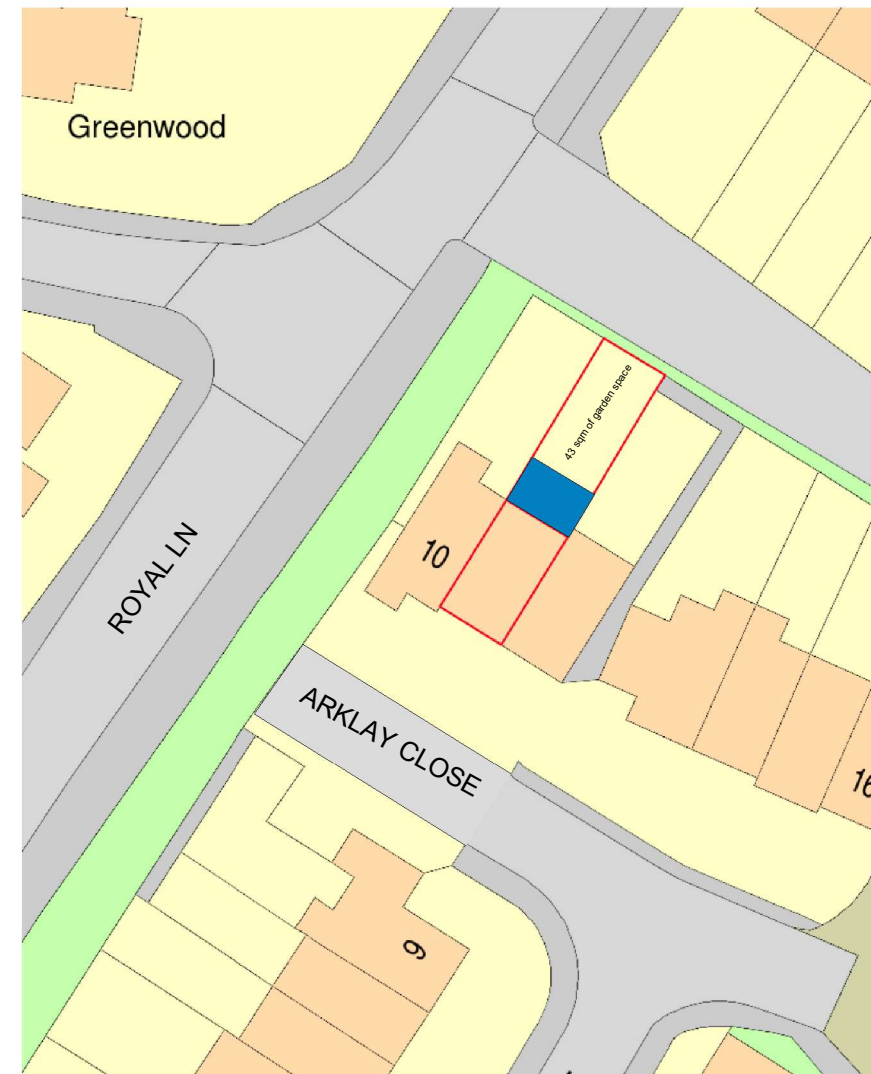 Greenwood
43 sqm of garden space
10
ROYAL LN
ARKLAY CLOSE
16
9